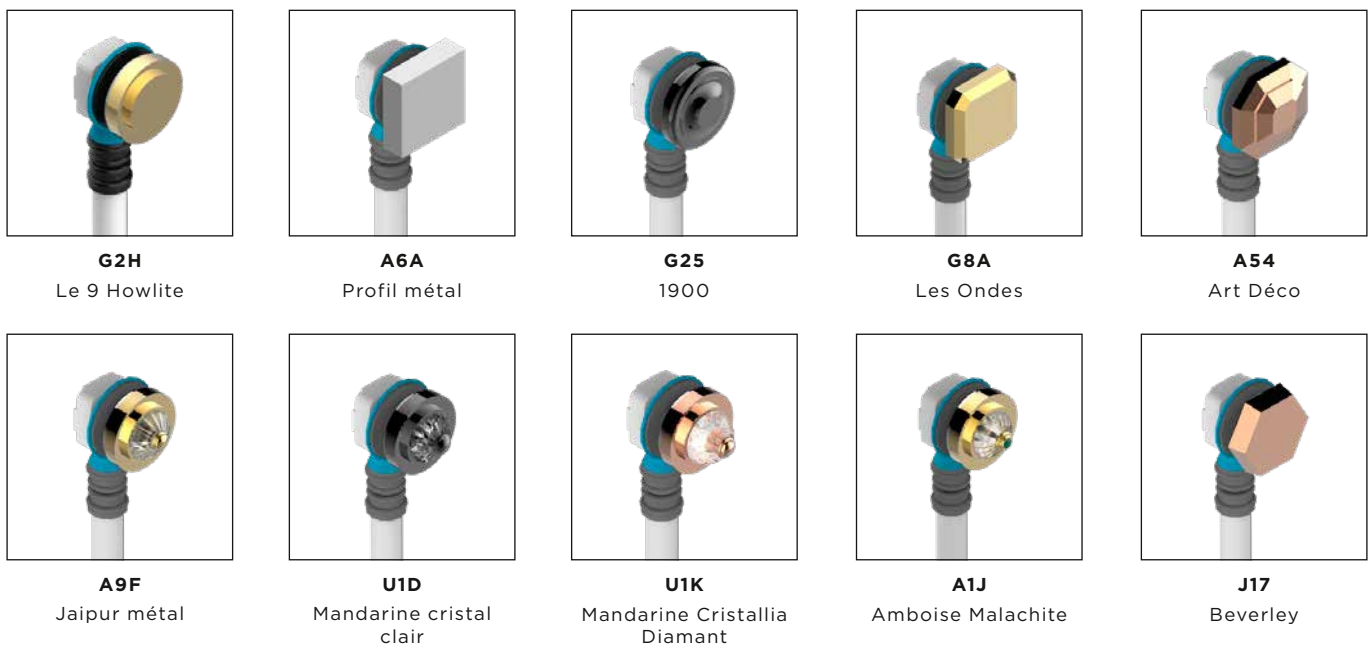 G2H
Le 9 Howlite
A6A
Profil métal
G25
1900
G8A
Les Ondes
A54
Art Déco
A9F
Jaipur métal
U1D
Mandarine cristal
clair
U1K
Mandarine Cristallia
Diamant
A1J
Amboise Malachite
J17
Beverley